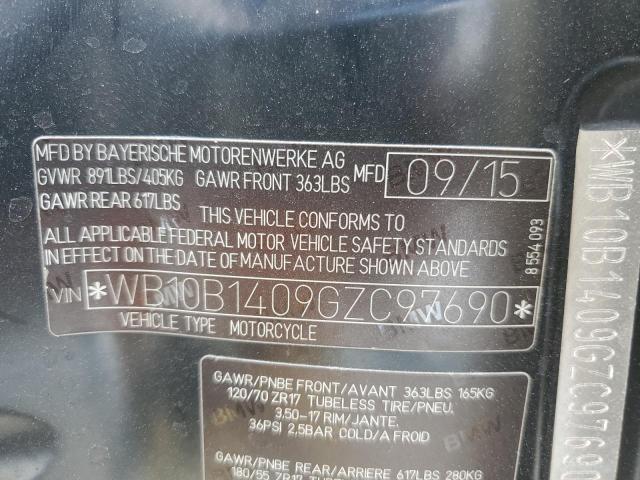 MFD BY BAYERISCHE MOTORENWERKE AG
GVWR 891LBS/405KG GAWR FRONT 363LBS
MFD 09/15
GAWR REAR 617LBS
THIS VEHICLE CONFORMS TO
ALL APPLICABLE FEDERAL MOTOR VEHICLE SAFETY STANDARDS
IN EFFECT ON THE DATE OF MANUFACTURE SHOWN ABOVE
8 554 093
VIN *WB10B1409GZC97690*
VEHICLE TYPE MOTORCYCLE
GAWR/PNBE FRONT/AVANT 363LBS 165KG
120/70 ZR17 TUBELESS TIRE/PNEU.
3.50-17 RIM/JANTE.
36PSI 2,5BAR COLD/A FROID
GAWR/PNBE REAR/ARRIERE 617LBS 280KG
180/55 ZR17 TUBELESS TIRE/PNEU.
*WB10B1409GZC97690